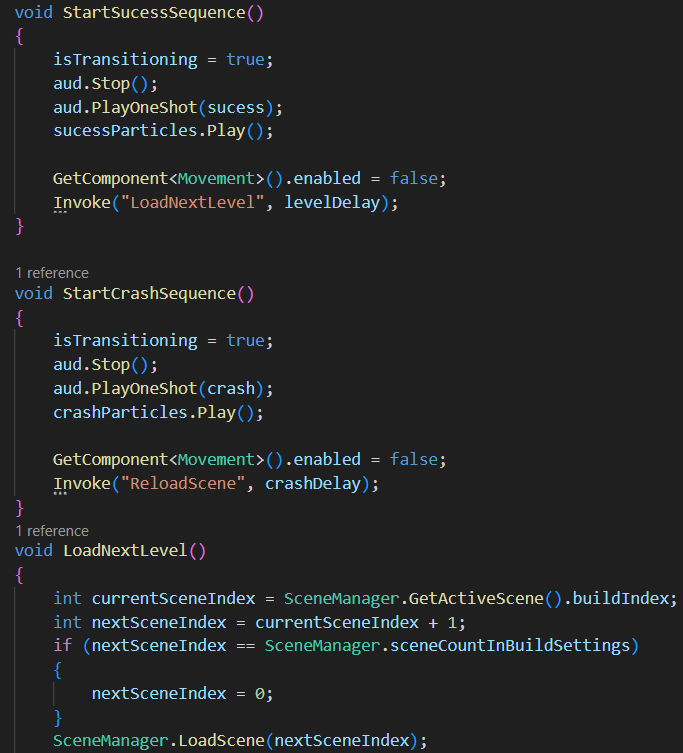 void StartSucessSequence()
{
isTransitioning = true;
aud.Stop();
aud.PlayOneShot(sucess);
sucessParticles.Play();
GetComponent<Movement>().enabled = false;
Invoke("LoadNextLevel", levelDelay);
}
1 reference
void StartCrashSequence()
{
isTransitioning = true;
aud.Stop();
aud.PlayOneShot(crash);
crashParticles.Play();
GetComponent<Movement>().enabled = false;
Invoke("ReloadScene", crashDelay);
}
1 reference
void LoadNextLevel()
{
int currentSceneIndex = SceneManager.GetActiveScene().buildIndex;
int nextSceneIndex = currentSceneIndex + 1;
if (nextSceneIndex == SceneManager.sceneCountInBuildSettings)
{
nextSceneIndex = 0;
}
SceneManager.LoadScene(nextSceneIndex);